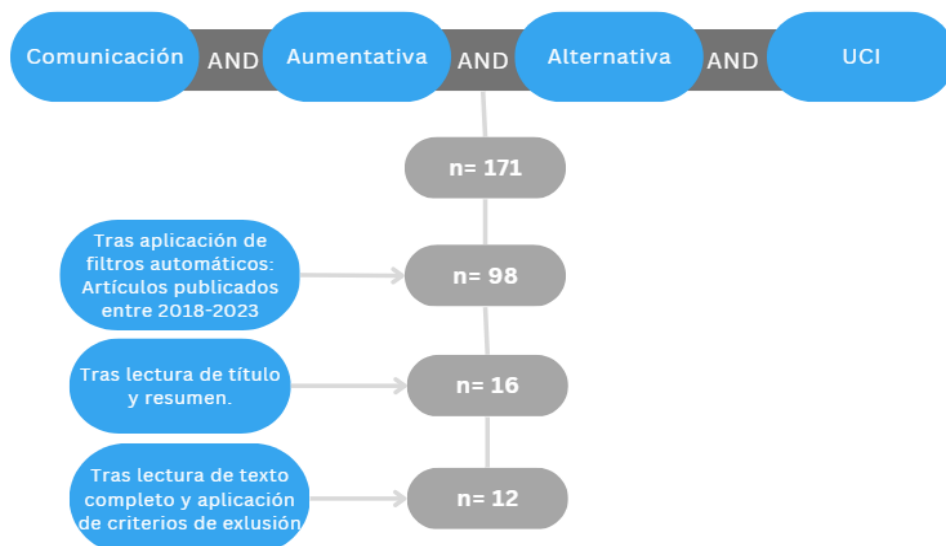 Comunicación AND Aumentativa AND Alternativa AND UCI
n= 171
Tras aplicación de
filtros automáticos:
Artículos publicados
entre 2018-2023
n= 98
Tras lectura de título
y resumen.
n= 16
Tras lectura de texto
completo y aplicación
de criterios de exlusión
n= 12